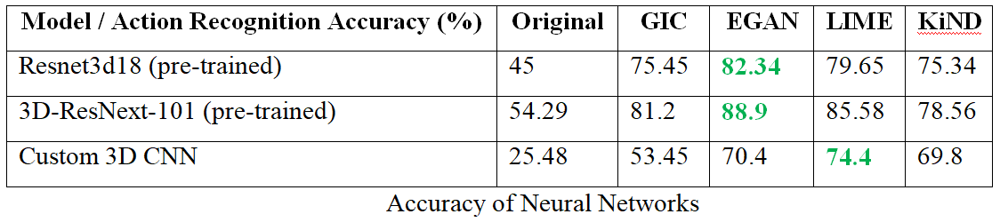 Model / Action Recognition Accuracy (%) Original GIC EGAN LIME KiND
Resnet3d18 (pre-trained) 45 75.45 82.34 79.65 75.34
3D-ResNext-101 (pre-trained) 54.29 81.2 88.9 85.58 78.56
Custom 3D CNN 25.48 53.45 70.4 74.4 69.8
Accuracy of Neural Networks